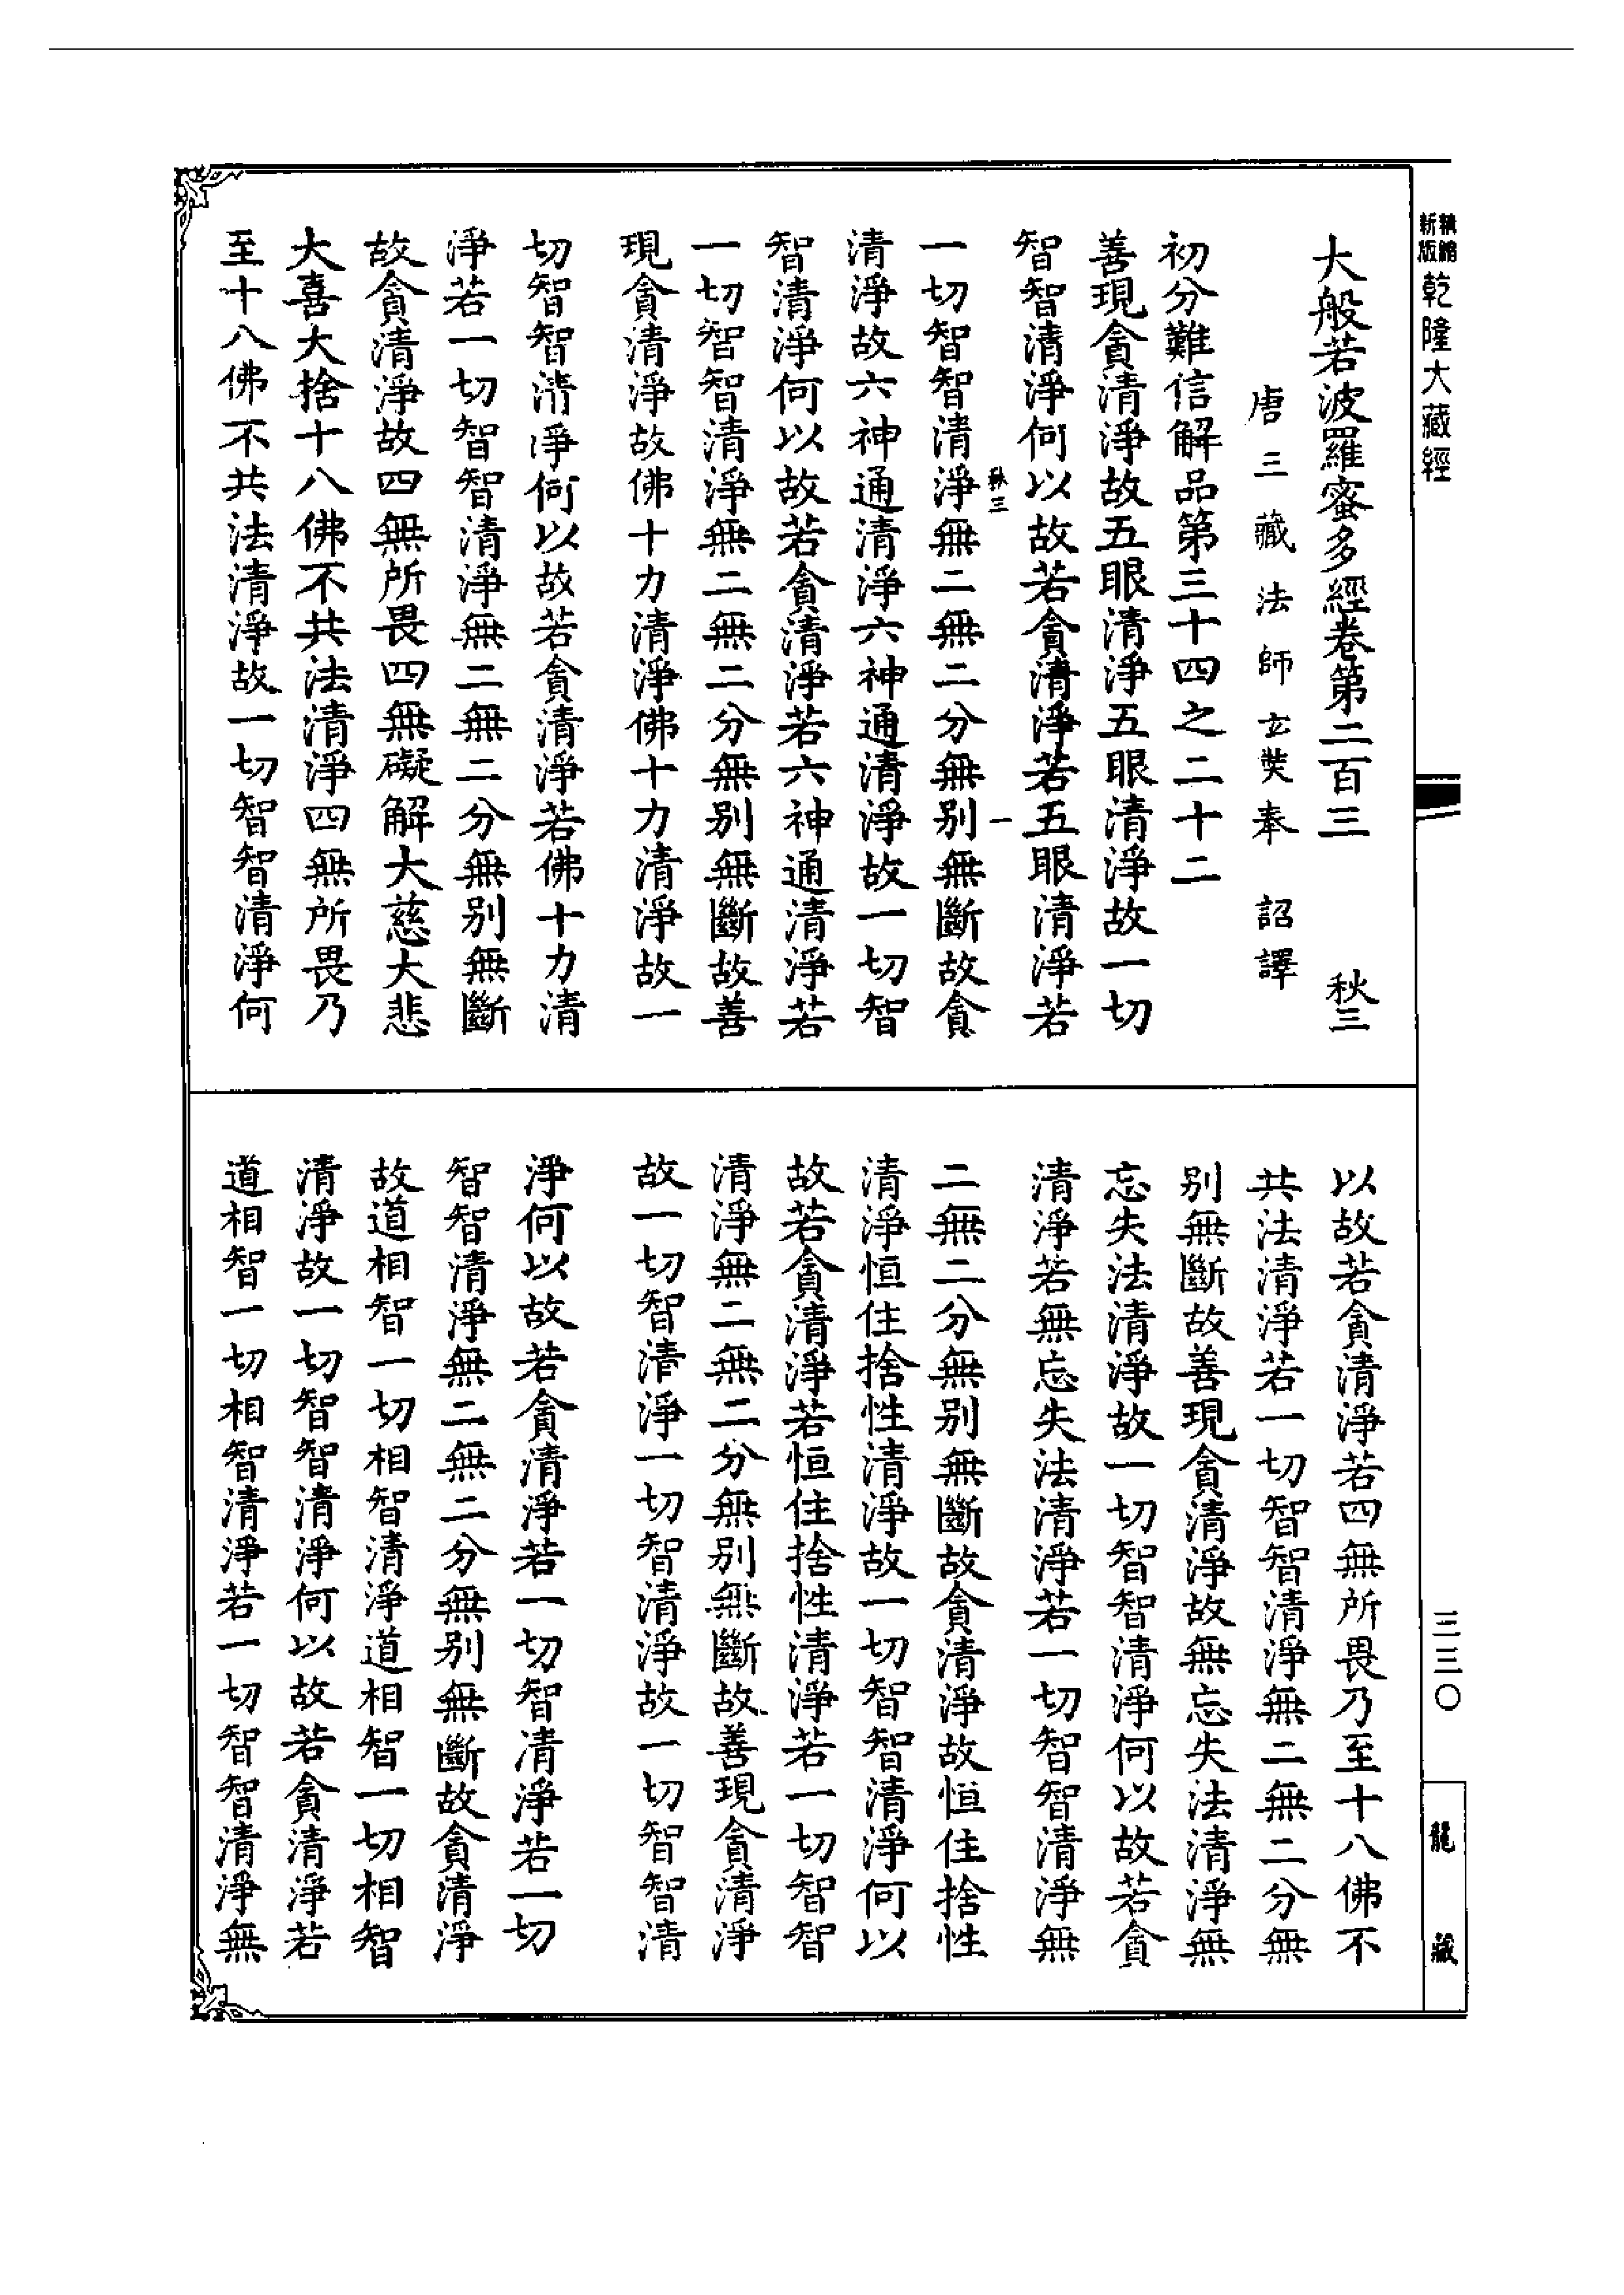 精縮新版乾隆大藏經
大般若波羅蜜多經卷第二百三 秋三
唐三藏法師玄奘奉 詔譯
初分難信解品第三十四之二十二
善現貪清淨故五眼清淨五眼清淨故一切
智智清淨何以故若貪清淨若五眼清淨若
秋三 一
一切智智清淨無二無二分無別無斷故貪
清淨故六神通清淨六神通清淨故一切智
智清淨何以故若貪清淨若六神通清淨若
一切智智清淨無二無二分無別無斷故善
現貪清淨故佛十力清淨佛十力清淨故一
切智智清淨何以故若貪清淨若佛十力清
淨若一切智智清淨無二無二分無別無斷
故貪清淨故四無所畏四無礙解大慈大悲
大喜大捨十八佛不共法清淨四無所畏乃
至十八佛不共法清淨故一切智智清淨何
以故若貪清淨若四無所畏乃至十八佛不
共法清淨若一切智智清淨無二無二分無
別無斷故善現貪清淨故無忘失法清淨無
忘失法清淨故一切智智清淨何以故若貪
清淨若無忘失法清淨若一切智智清淨無
二無二分無別無斷故貪清淨故恒住捨性
清淨恒住捨性清淨故一切智智清淨何以
故若貪清淨若恒住捨性清淨若一切智智
清淨無二無二分無別無斷故善現貪清淨
故一切智清淨一切智清淨故一切智智清
淨何以故若貪清淨若一切智清淨若一切
智智清淨無二無二分無別無斷故貪清淨
故道相智一切相智清淨道相智一切相智
清淨故一切智智清淨何以故若貪清淨若
道相智一切相智清淨若一切智智清淨無
三三〇
龍藏